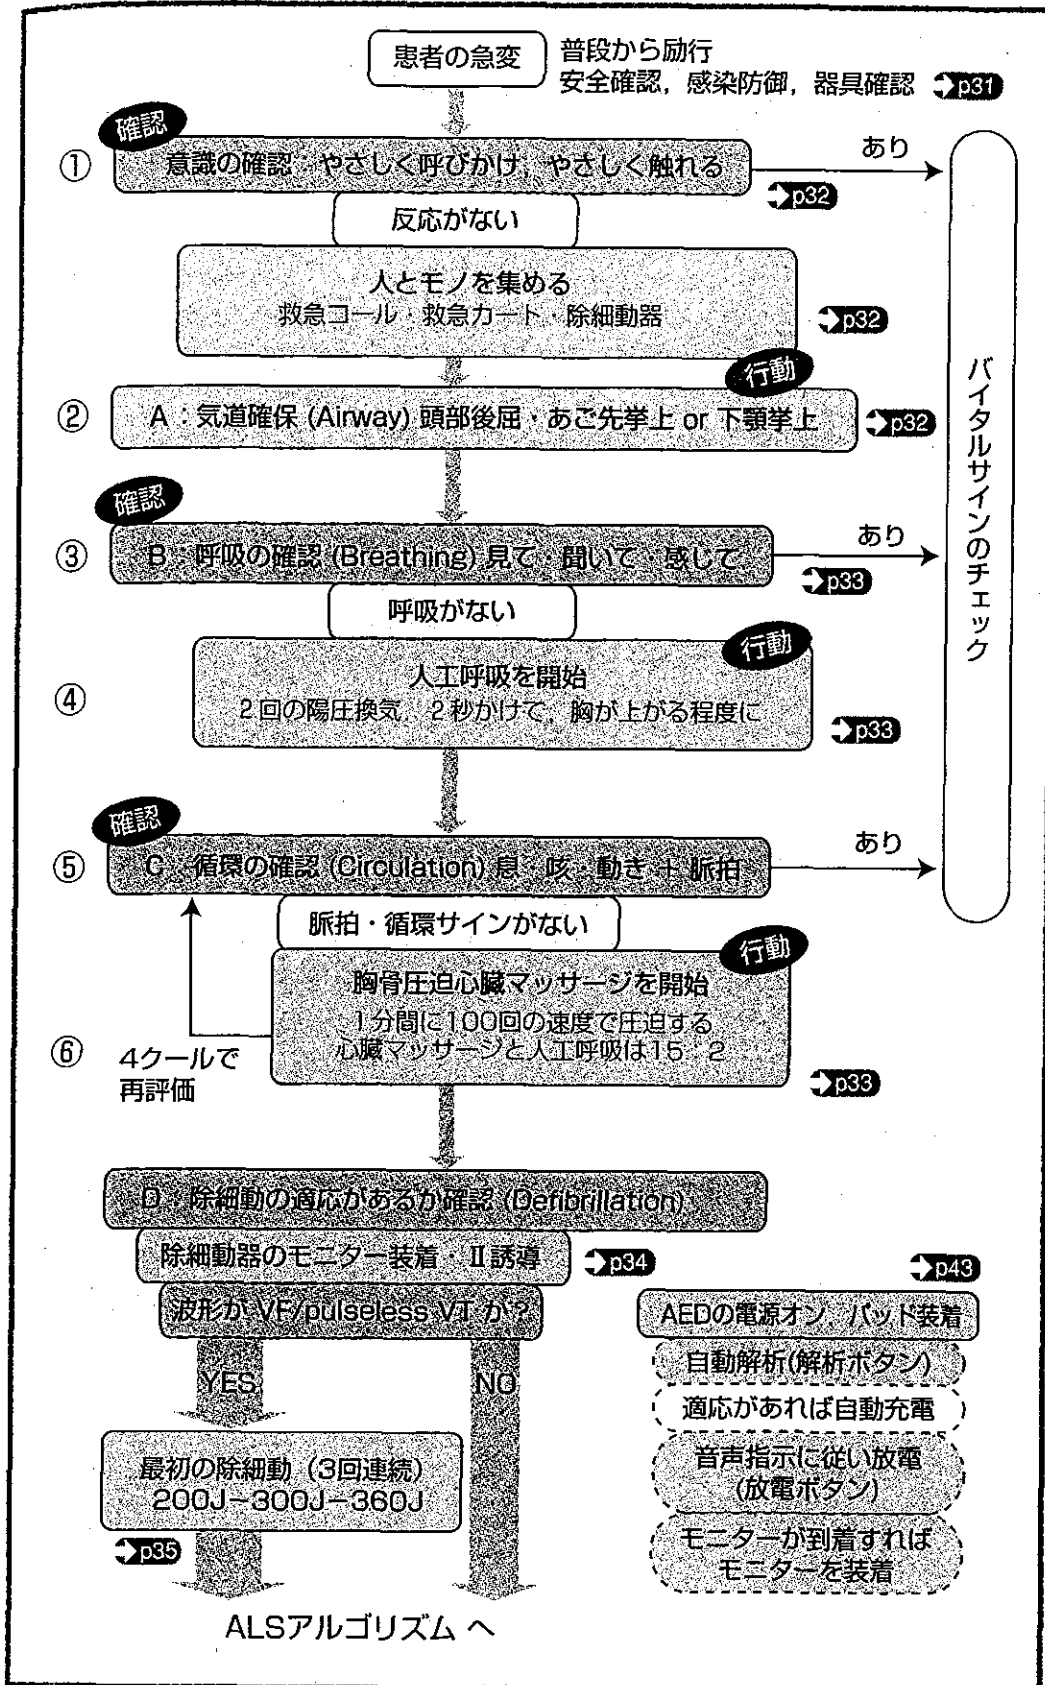 患者の急変
普段から励行
安全確認，感染防御，器具確認 p31
確認
① 意識の確認：やさしく呼びかけ，やさしく触れる
あり
p32
反応がない
人とモノを集める
救急コール・救急カート・除細動器
p32
行動
② A：気道確保 (Airway) 頭部後屈・あご先挙上 or 下顎挙上
p32
確認
③ B：呼吸の確認 (Breathing) 見て・聞いて・感じて
あり
p33
呼吸がない
行動
人工呼吸を開始
④ 2回の陽圧換気，2秒かけて，胸が上がる程度に
p33
確認
⑤ C：循環の確認 (Circulation) 息・咳・動き＋脈拍
あり
バイタルサインのチェック
脈拍・循環サインがない
行動
胸骨圧迫心臓マッサージを開始
1分間に100回の速度で圧迫する
⑥ 心臓マッサージと人工呼吸は15：2
4クールで
再評価
p33
D：除細動の適応があるか確認 (Defibrillation)
除細動器のモニター装着・Ⅱ誘導
p34
波形が VF/pulseless VT か？
YES
NO
最初の除細動（3回連続）
200J−300J−360J
p35
ALSアルゴリズム へ
p43
AEDの電源オン，パッド装着
自動解析(解析ボタン)
適応があれば自動充電
音声指示に従い放電
(放電ボタン)
モニターが到着すれば
モニターを装着